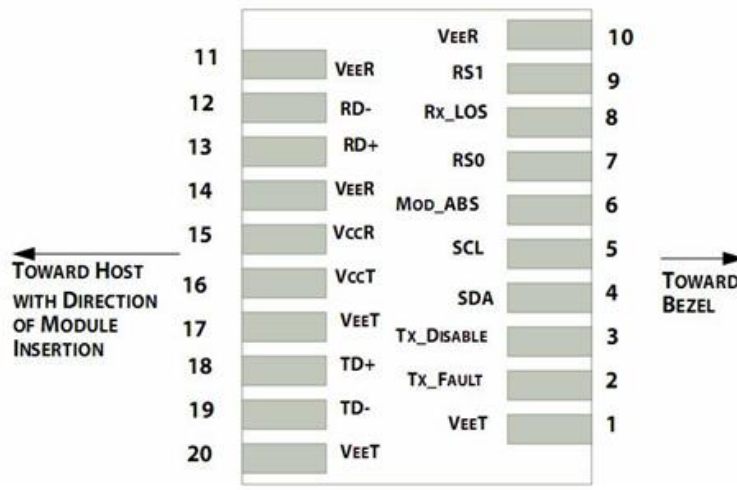 VEER 10
11 VEER
RS1 9
12 RD-
Rx_LOS 8
13 RD+
RS0 7
14 VEER
MOD_ABS 6
15 VCCR
SCL 5
TOWARD HOST
WITH DIRECTION
OF MODULE
INSERTION
TOWARD
BEZEL
16 VCCT
SDA 4
17 VEET
TX_DISABLE 3
18 TD+
TX_FAULT 2
19 TD-
VEET 1
20 VEET